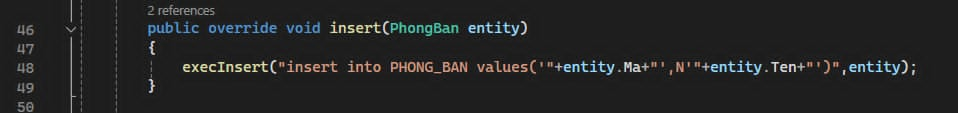 2 references
46 public override void insert(PhongBan entity)
47 {
48 execInsert("insert into PHONG_BAN values('"+entity.Ma+"',N'"+entity.Ten+"')",entity);
49 }
50